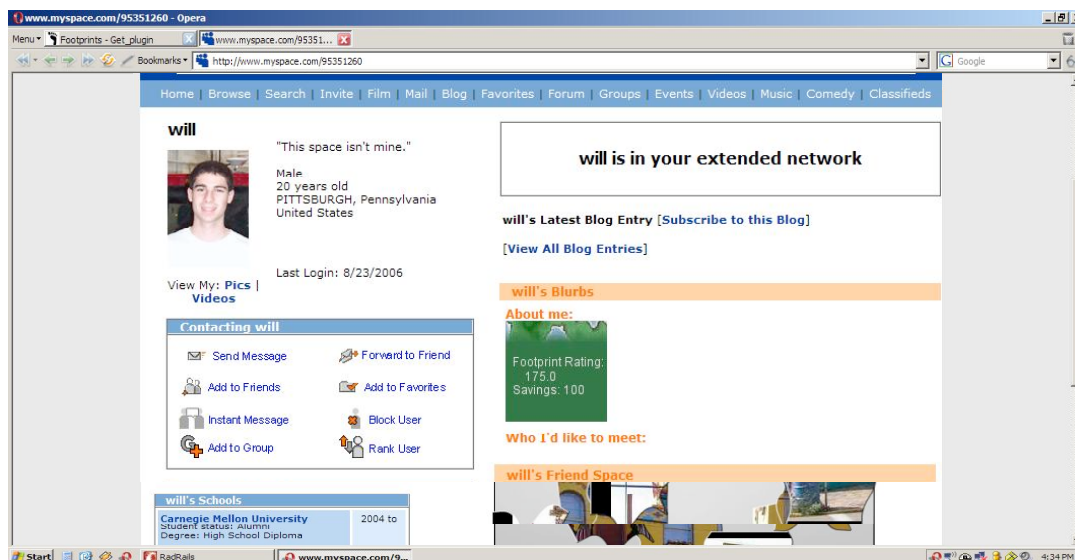 www.myspace.com/95351260 - Opera
Menu Footprints - Get_plugin www.myspace.com/95351...
Bookmarks http://www.myspace.com/95351260 Google
Home | Browse | Search | Invite | Film | Mail | Blog | Favorites | Forum | Groups | Events | Videos | Music | Comedy | Classifieds
will
"This space isn't mine."
Male
20 years old
PITTSBURGH, Pennsylvania
United States
Last Login: 8/23/2006
View My: Pics |
Videos
Contacting will
Send Message Forward to Friend
Add to Friends Add to Favorites
Instant Message Block User
Add to Group Rank User
will's Schools
Carnegie Mellon University 2004 to
Student status: Alumni
Degree: High School Diploma
will is in your extended network
will's Latest Blog Entry [Subscribe to this Blog]
[View All Blog Entries]
will's Blurbs
About me:
Footprint Rating:
175.0
Savings: 100
Who I'd like to meet:
will's Friend Space
Start RadRails www.myspace.com/9... 4:34 PM